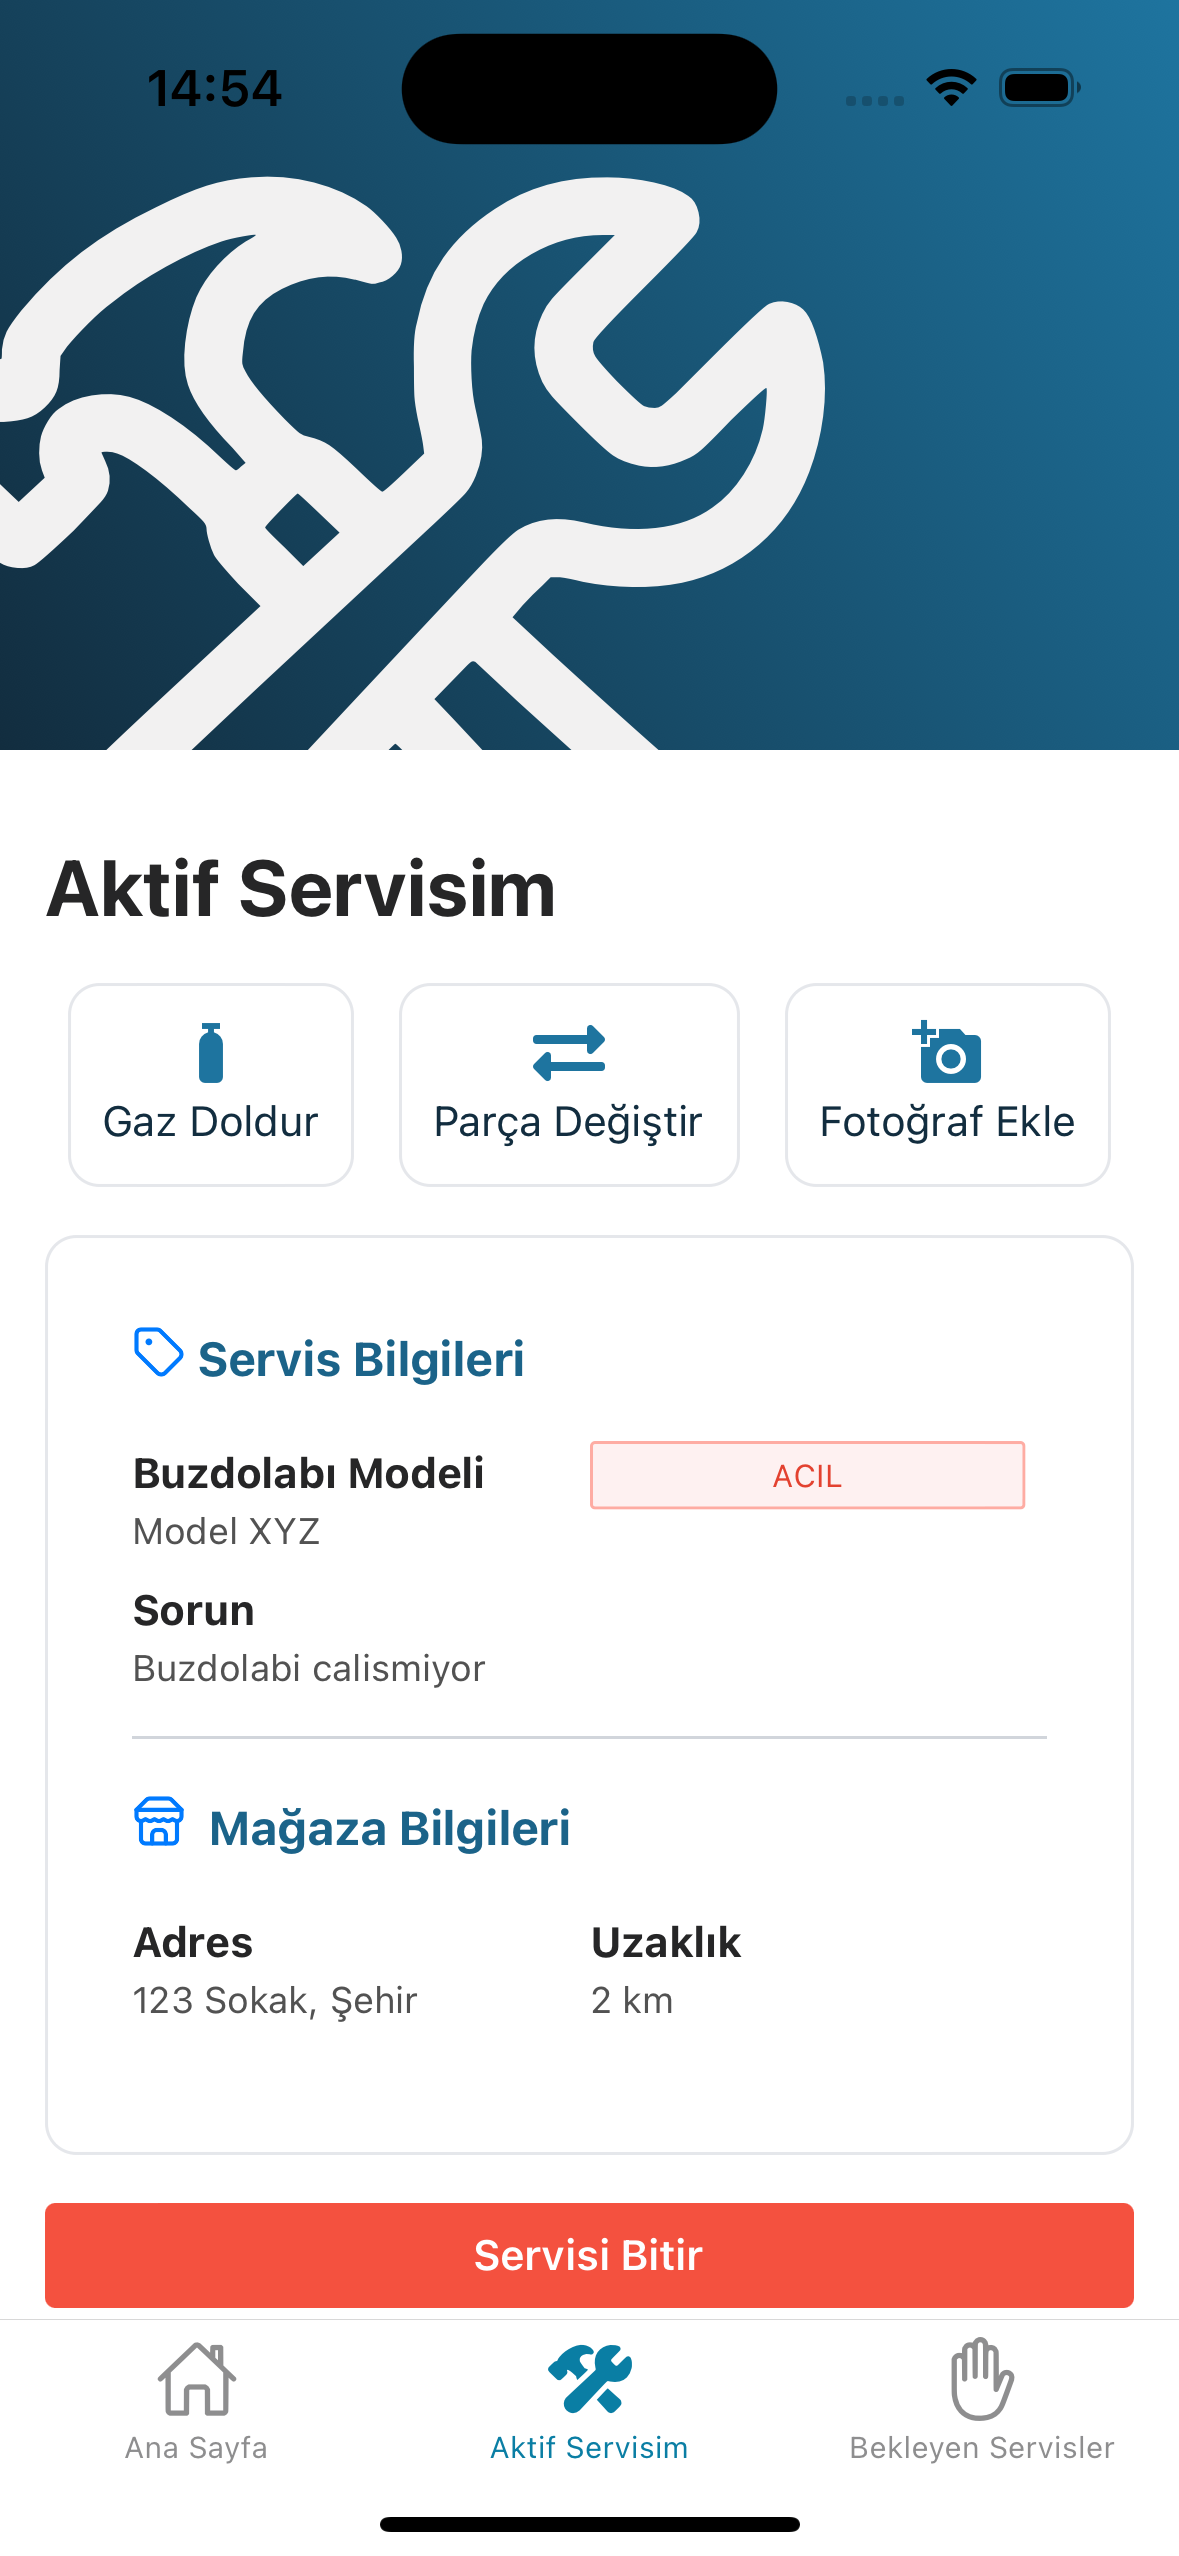 14:54
Aktif Servisim
Gaz Doldur
Parça Değiştir
Fotoğraf Ekle
Servis Bilgileri
Buzdolabı Modeli
ACIL
Model XYZ
Sorun
Buzdolabi calismiyor
Mağaza Bilgileri
Adres
Uzaklık
123 Sokak, Şehir
2 km
Servisi Bitir
Ana Sayfa
Aktif Servisim
Bekleyen Servisler